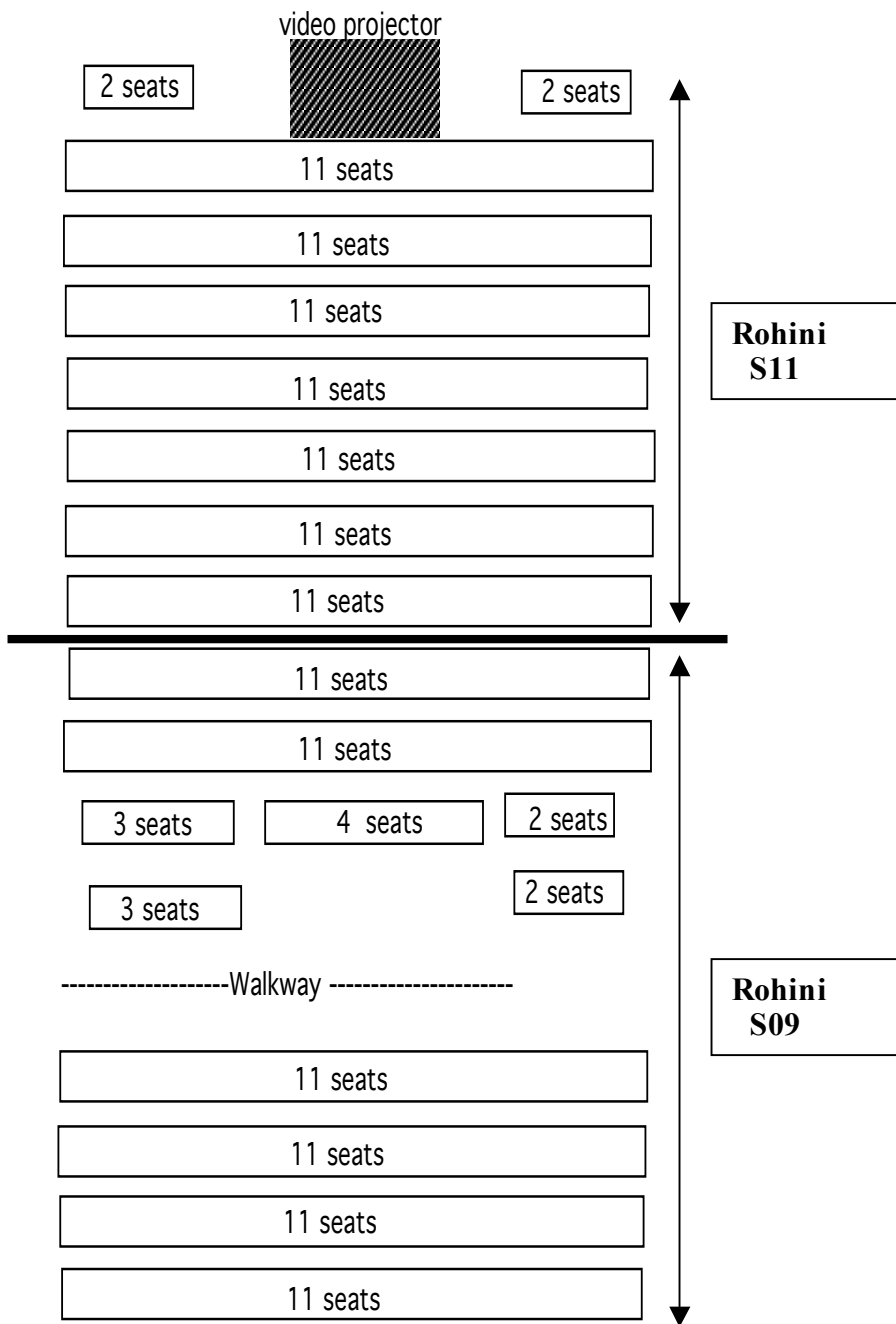 video projector
2 seats 2 seats
11 seats
11 seats
11 seats
11 seats
11 seats
11 seats
11 seats
Rohini
S11
11 seats
11 seats
3 seats 4 seats 2 seats
3 seats 2 seats
--------------------Walkway ----------------------
Rohini
S09
11 seats
11 seats
11 seats
11 seats